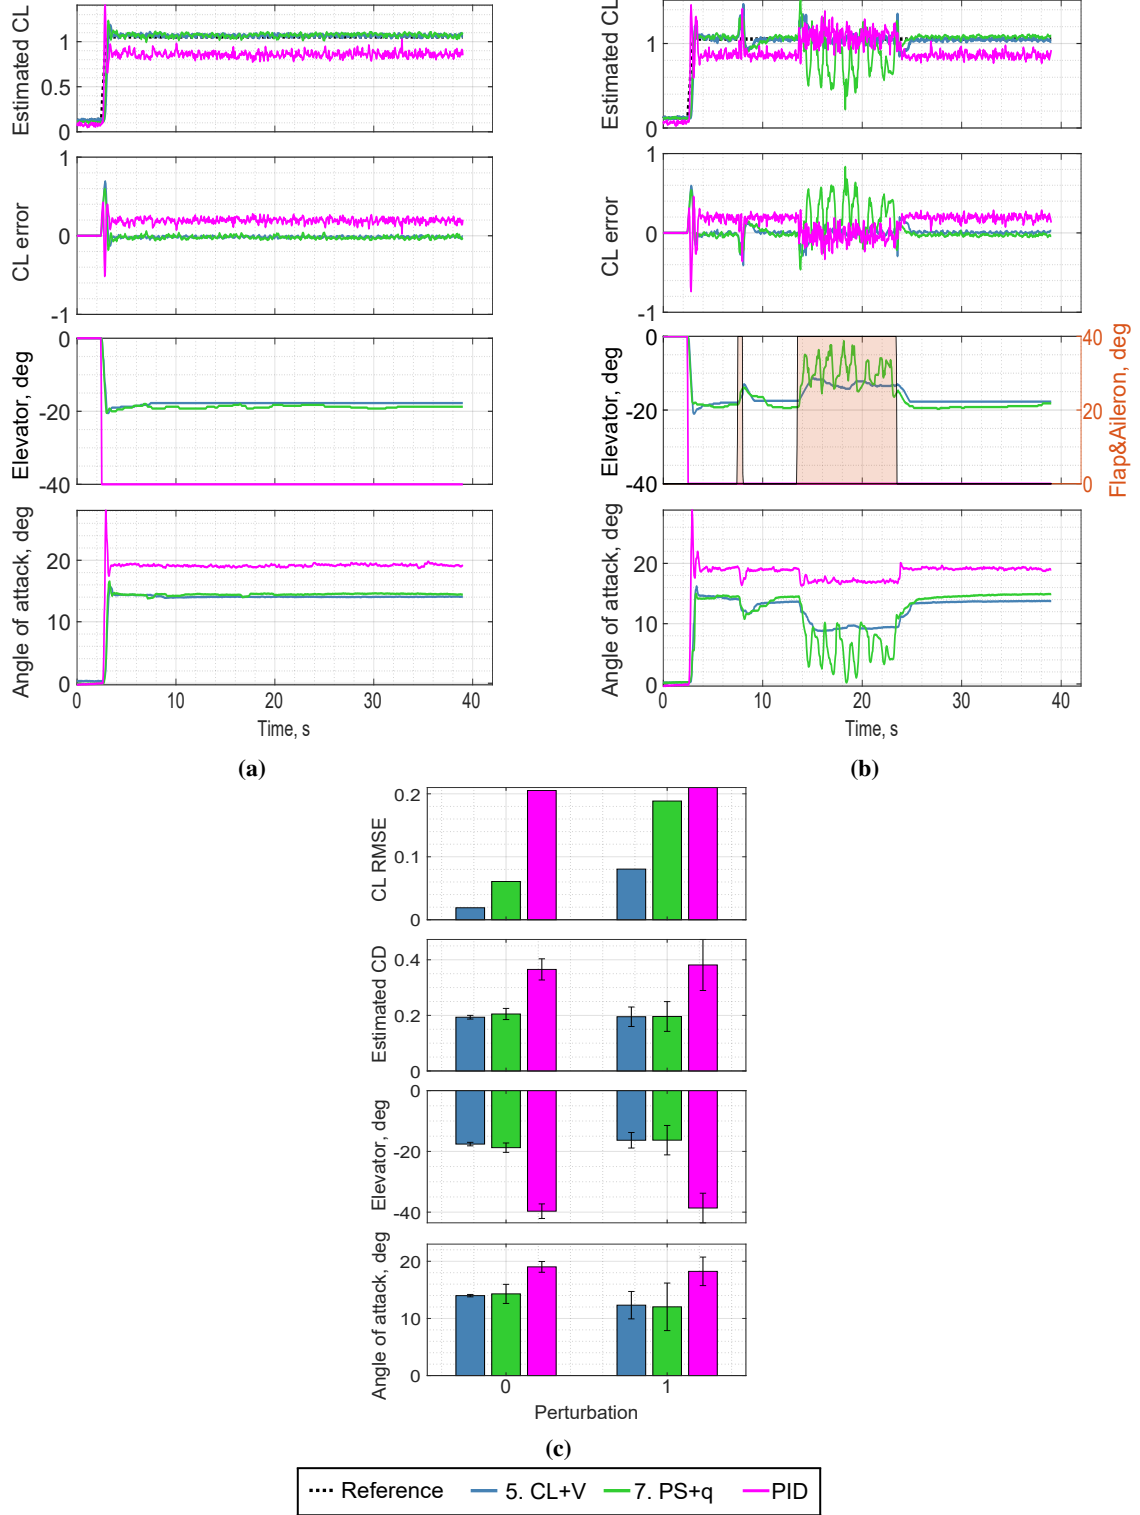 Estimated CL
1
0.5
0
CL error
1
0
-1
Elevator, deg
0
-20
-40
Angle of attack, deg
20
10
0
0
10
20
30
40
Time, s
(a)
Estimated CL
1
0
CL error
1
0
-1
Elevator, deg
0
-20
-40
Flap&Aileron, deg
40
20
0
Angle of attack, deg
20
10
0
0
10
20
30
40
Time, s
(b)
CL RMSE
0.2
0.1
0
Estimated CD
0.4
0.2
0
Elevator, deg
0
-20
-40
Angle of attack, deg
20
10
0
0
1
Perturbation
(c)
Reference 5. CL+V 7. PS+q PID